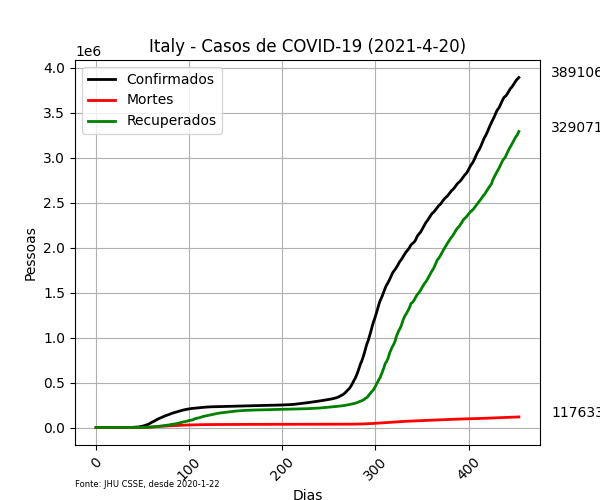 Italy - Casos de COVID-19 (2021-4-20)
1e6
4.0
3.5
3.0
2.5
2.0
1.5
1.0
0.5
0.0
Pessoas
Confirmados
Mortes
Recuperados
389106
329071
117633
0
100
200
300
400
Dias
Fonte: JHU CSSE, desde 2020-1-22